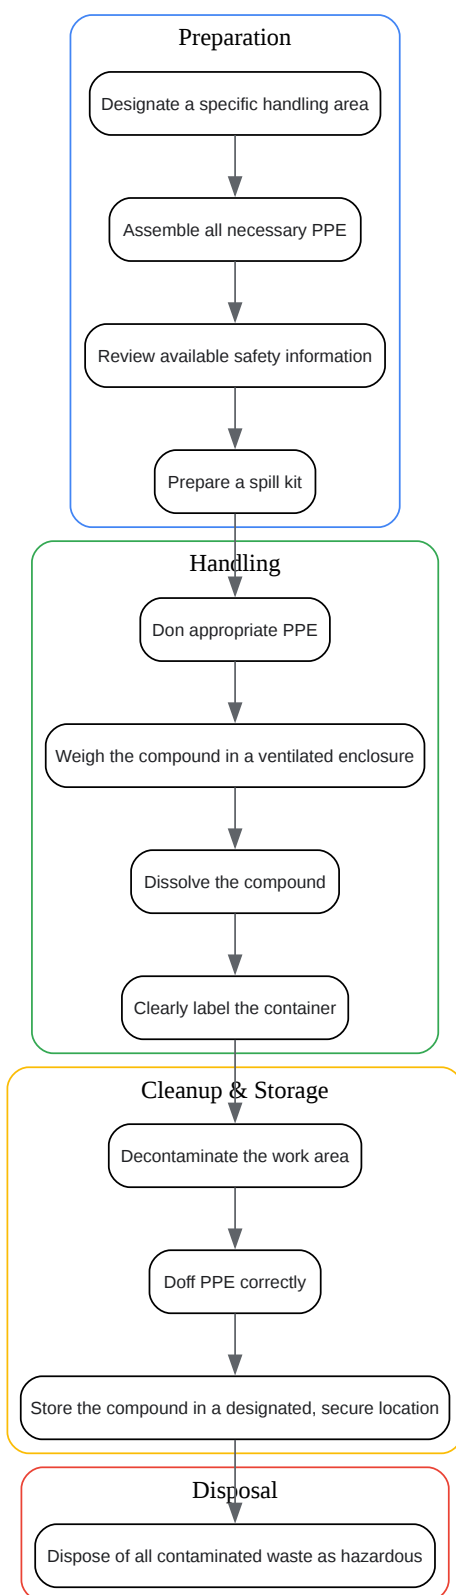 Preparation
Designate a specific handling area
Assemble all necessary PPE
Review available safety information
Prepare a spill kit
Handling
Don appropriate PPE
Weigh the compound in a ventilated enclosure
Dissolve the compound
Clearly label the container
Cleanup & Storage
Decontaminate the work area
Doff PPE correctly
Store the compound in a designated, secure location
Disposal
Dispose of all contaminated waste as hazardous